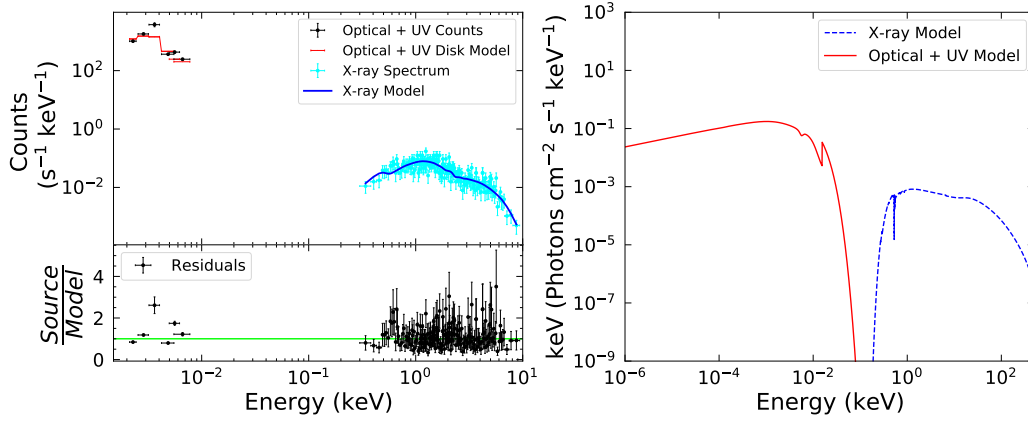 Counts
(s⁻¹ keV⁻¹)
10²
10⁰
10⁻²
Optical + UV Counts
Optical + UV Disk Model
X-ray Spectrum
X-ray Model
Source
Model
4
2
0
Residuals
10⁻²
10⁻¹
10⁰
10¹
Energy (keV)
keV (Photons cm⁻² s⁻¹ keV⁻¹)
10³
10¹
10⁻¹
10⁻³
10⁻⁵
10⁻⁷
10⁻⁹
X-ray Model
Optical + UV Model
10⁻⁶
10⁻⁴
10⁻²
10⁰
10²
Energy (keV)